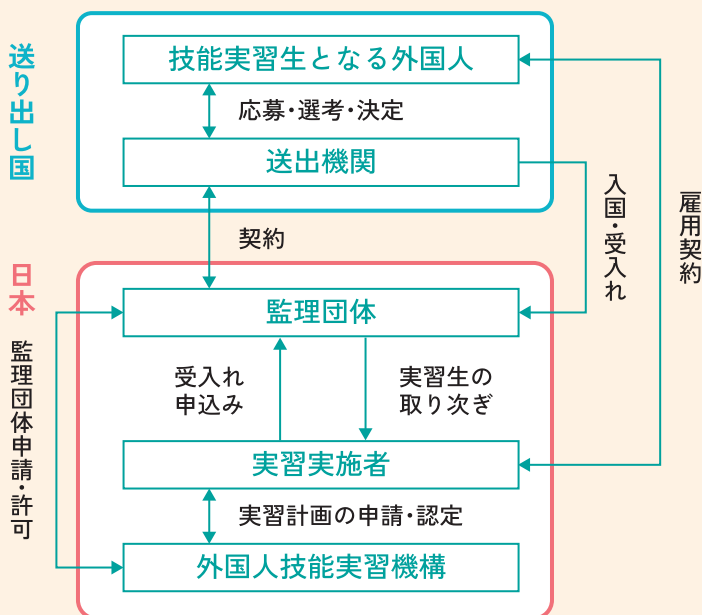 送り出し国
技能実習生となる外国人
応募・選考・決定
送出機関
契約
入国・受入れ
雇用契約
日本
監理団体
受入れ
申込み
実習生の
取り次ぎ
監理団体申請・許可
実習実施者
実習計画の申請・認定
外国人技能実習機構